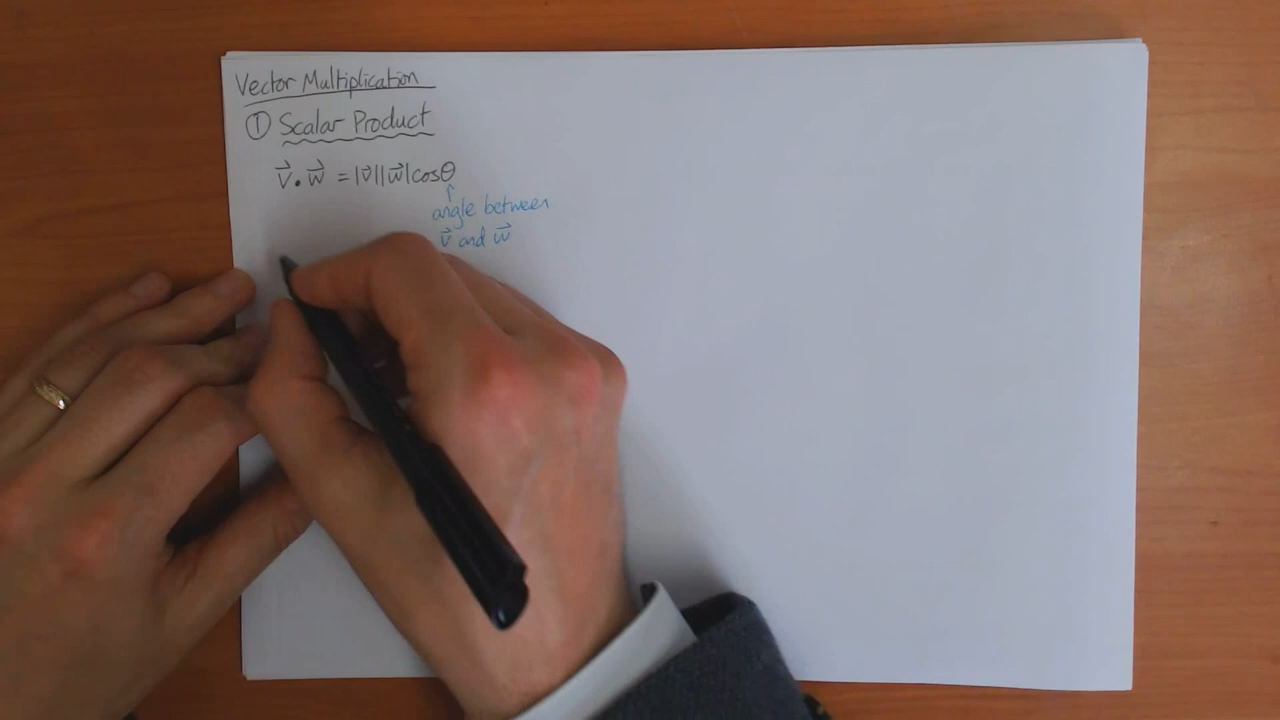 Vector Multiplication
① Scalar Product
v⃗ • w⃗ = |v⃗||w⃗|cosθ
angle between
v⃗ and w⃗